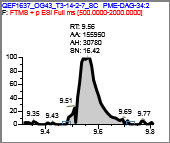 QEF1637_OG43_T3-14-2-7_SC PME-DAG-34:2
F: FTMS + p ESI Full ms [500.0000-2000.0000]
RT: 9.56
AA: 155950
AH: 30780
SN: 16.42
100
80
60
40
20
0
9.35
9.43
9.51
9.69
9.77
9.4
9.6
9.8